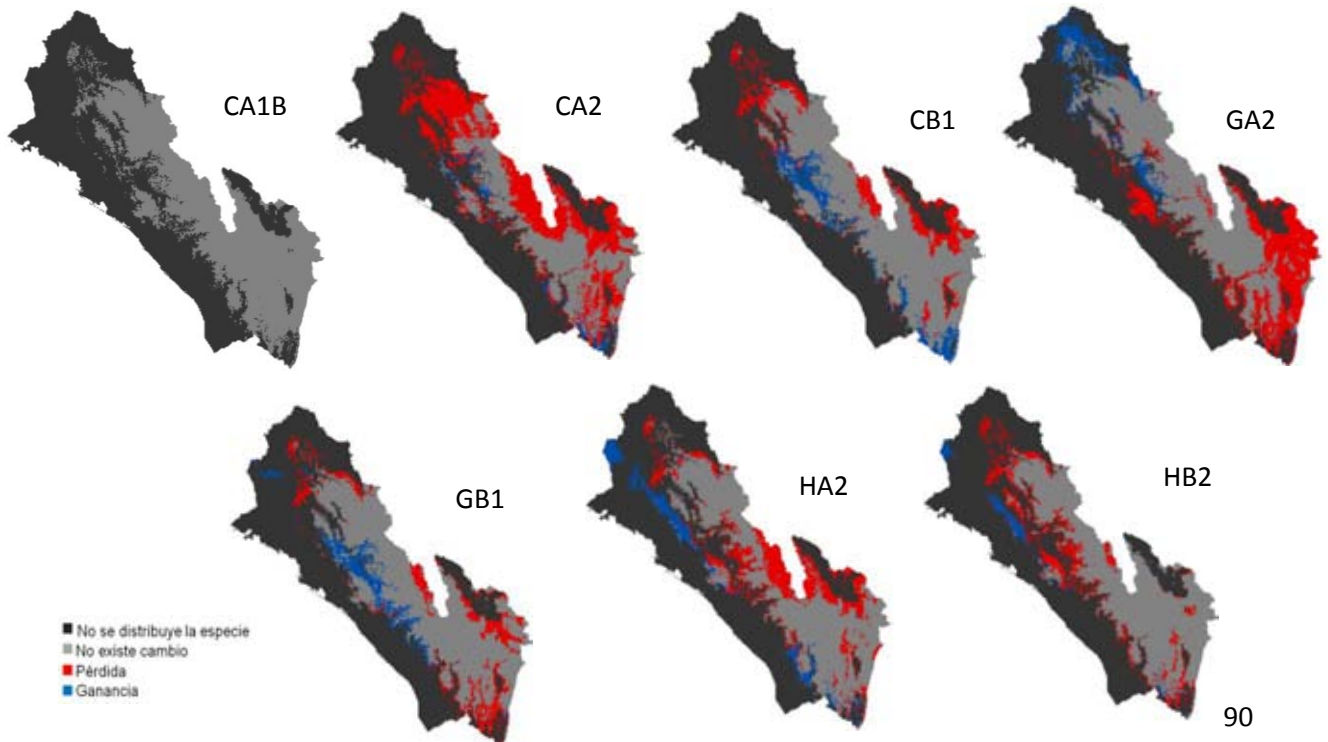 CA1B
CA2
CB1
GA2
GB1
HA2
HB2
No se distribuye la especie
No existe cambio
Pérdida
Ganancia
90